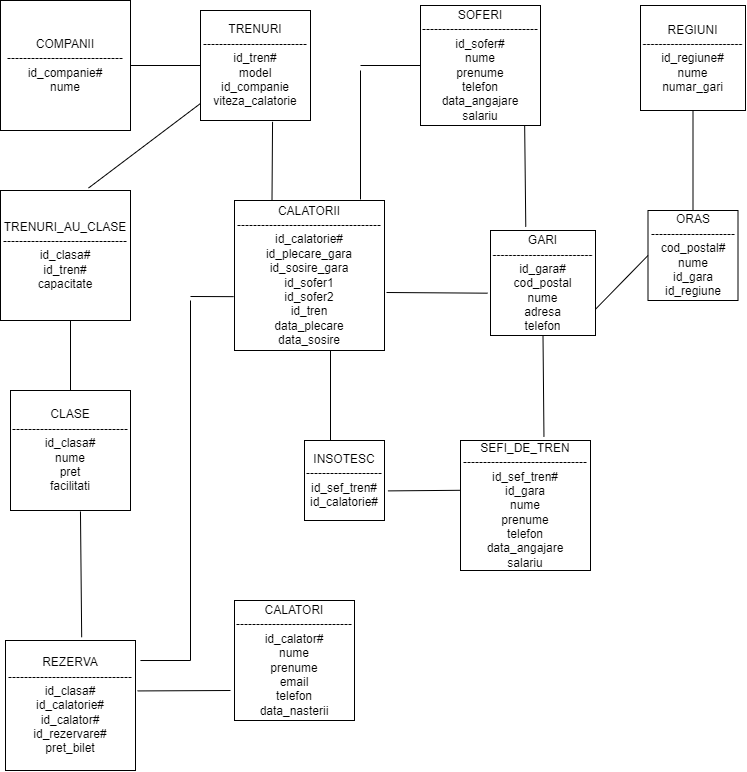 COMPANII
id_companie#
nume
TRENURI
id_tren#
model
id_companie
viteza_calatorie
SOFERI
id_sofer#
nume
prenume
telefon
data_angajare
salariu
REGIUNI
id_regiune#
nume
numar_gari
TRENURI_AU_CLASE
id_clasa#
id_tren#
capacitate
CALATORII
id_calatorie#
id_plecare_gara
id_sosire_gara
id_sofer1
id_sofer2
id_tren
data_plecare
data_sosire
GARI
id_gara#
cod_postal
nume
adresa
telefon
ORAS
cod_postal#
nume
id_gara
id_regiune
CLASE
id_clasa#
nume
pret
facilitati
INSOTESC
id_sef_tren#
id_calatorie#
SEFI_DE_TREN
id_sef_tren#
id_gara
nume
prenume
telefon
data_angajare
salariu
REZERVA
id_clasa#
id_calatorie#
id_calator#
id_rezervare#
pret_bilet
CALATORI
id_calator#
nume
prenume
email
telefon
data_nasterii